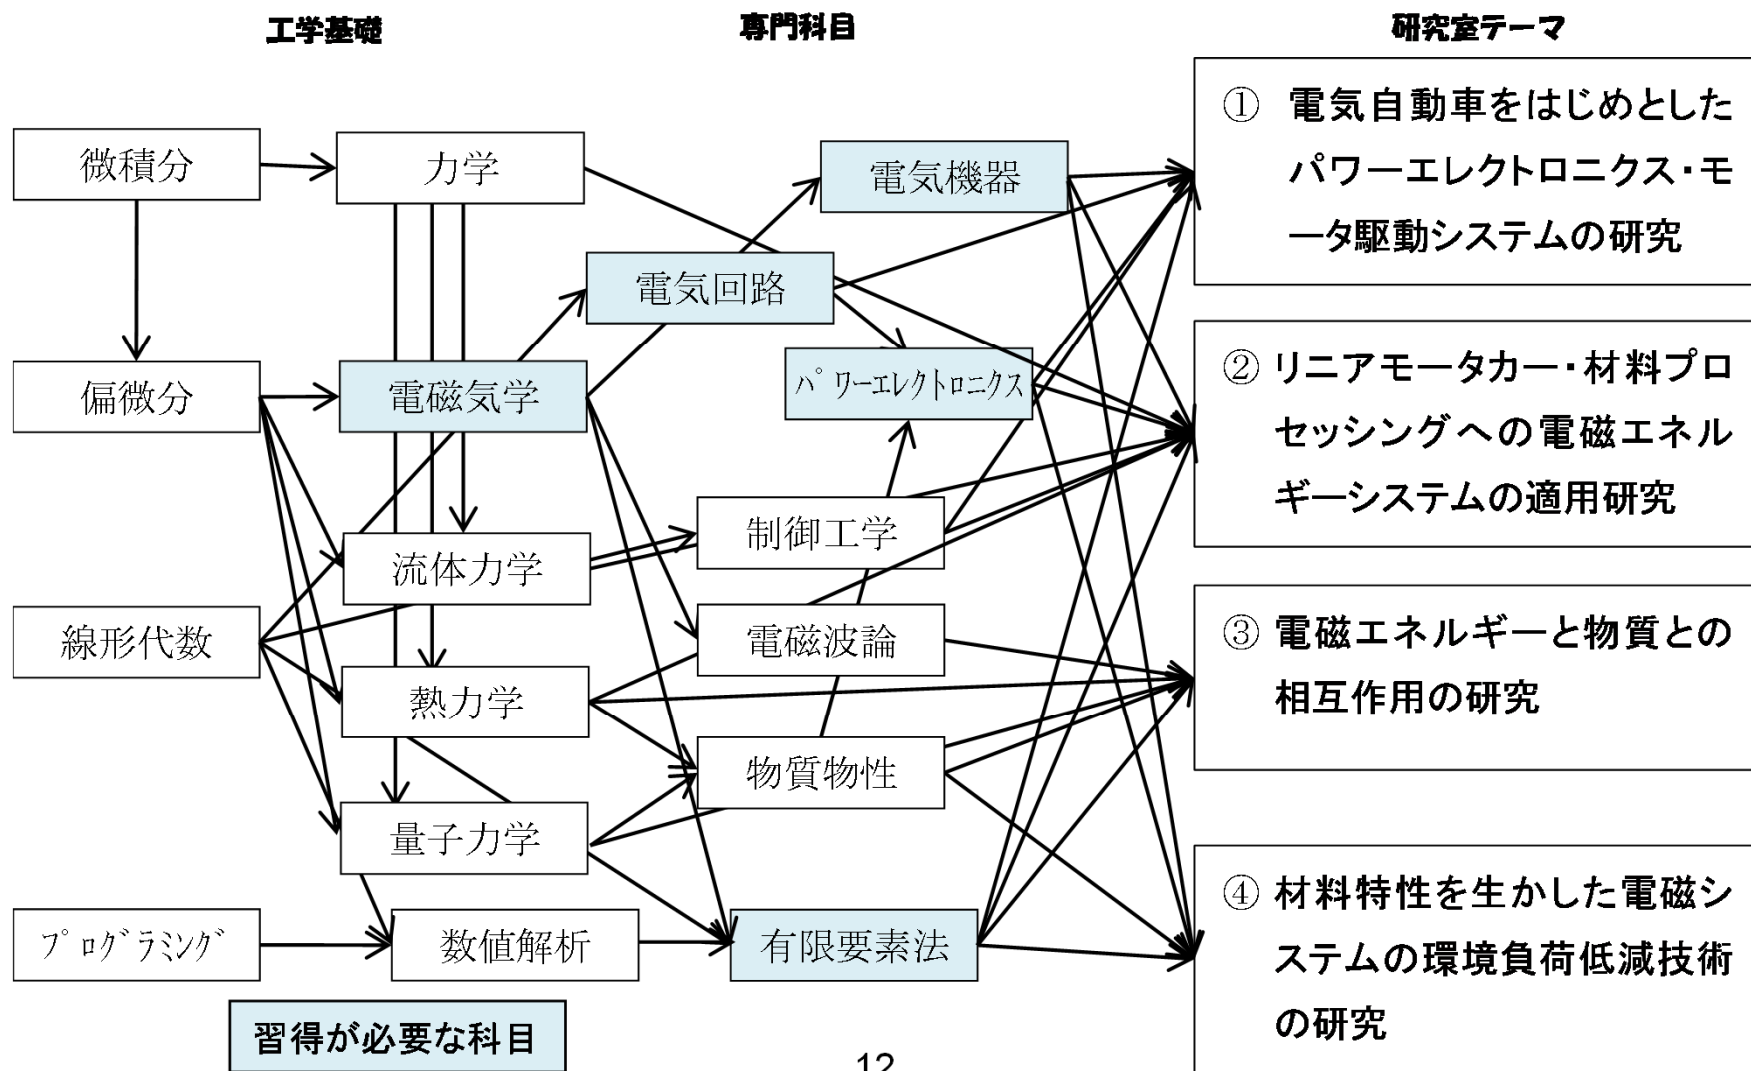 工学基礎
専門科目
研究室テーマ
微積分
力学
電気機器
電気回路
偏微分
電磁気学
パワーエレクトロニクス
流体力学
制御工学
線形代数
電磁波論
熱力学
物質物性
量子力学
プログラミング
数値解析
有限要素法
① 電気自動車をはじめとした
パワーエレクトロニクス・モ
ータ駆動システムの研究
② リニアモータカー・材料プロ
セッシングへの電磁エネル
ギーシステムの適用研究
③ 電磁エネルギーと物質との
相互作用の研究
④ 材料特性を生かした電磁シ
ステムの環境負荷低減技術
の研究
習得が必要な科目
12